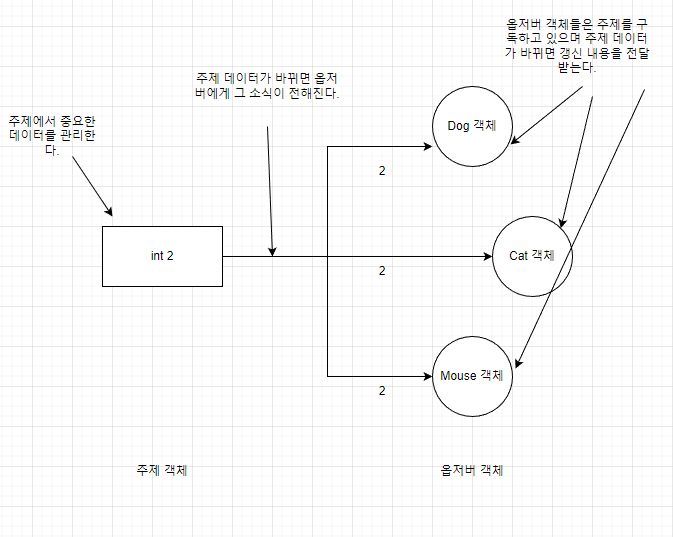 옵저버 객체들은 주제를 구
독하고 있으며 주제 데이터
가 바뀌면 갱신 내용을 전달
받는다.
주제 데이터가 바뀌면 옵저
버에게 그 소식이 전해진다.
주제에서 중요한
데이터를 관리한
다.
Dog 객체
2
int 2
Cat 객체
2
Mouse 객체
2
주제 객체
옵저버 객체